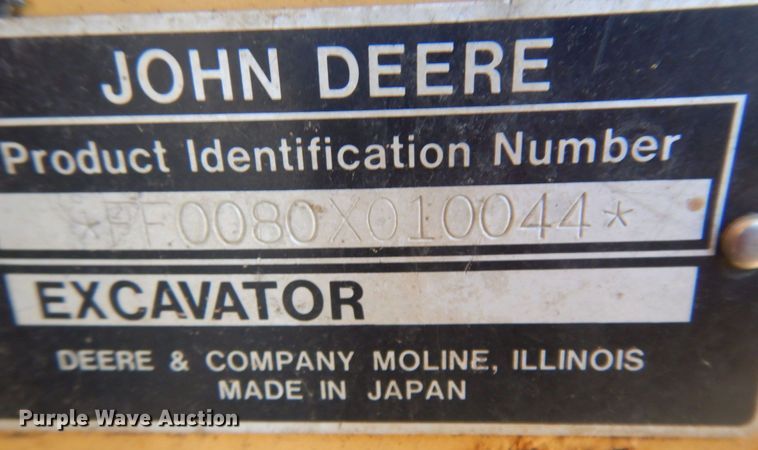 JOHN DEERE
Product Identification Number
*FF0080X010044*
EXCAVATOR
DEERE & COMPANY MOLINE, ILLINOIS
MADE IN JAPAN
Purple Wave Auction